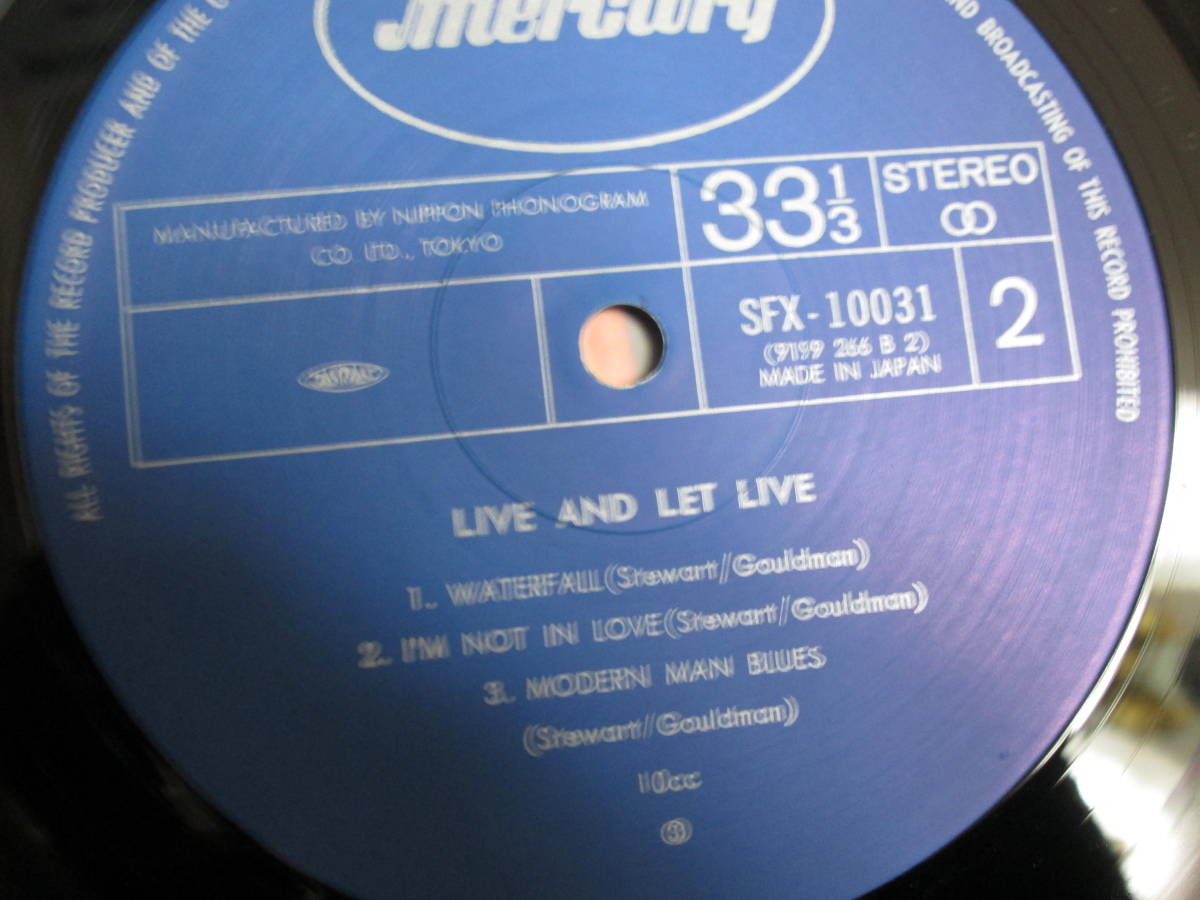 mercury
ALL RIGHTS OF THE RECORD PRODUCER AND OF THE
AND BROADCASTING OF THIS RECORD PROHIBITED
MANUFACTURED BY NIPPON PHONOGRAM
CO. LTD., TOKYO
33 1/3
STEREO
SFX-10031
(9199 266 B 2)
MADE IN JAPAN
2
LIVE AND LET LIVE
1. WATERFALL (Stewart/Gouldman)
2. I'M NOT IN LOVE (Stewart/Gouldman)
3. MODERN MAN BLUES
(Stewart/Gouldman)
10cc